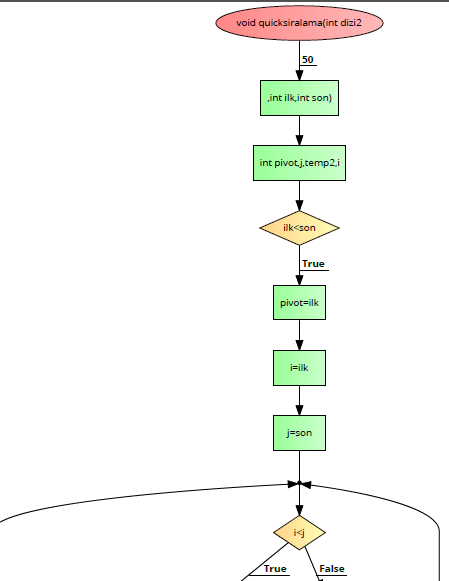 void quicksiralama(int dizi2
50
,int ilk,int son)
int pivot,j,temp2,i
ilk<son
True
pivot=ilk
i=ilk
j=son
i<j
True False